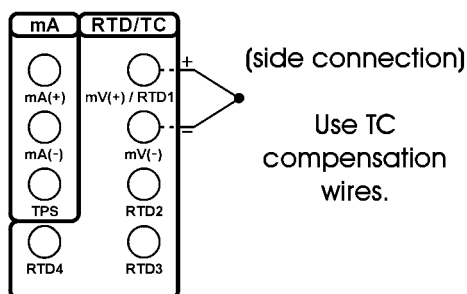 mA RTD/TC
mA(+) mV(+) / RTD1 +
mA(-) mV(-) =
TPS RTD2
RTD4 RTD3
(side connection)
Use TC
compensation
wires.